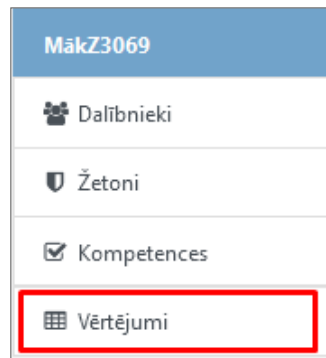 MākZ3069
Dalībnieki
Žetoni
Kompetences
Vērtējumi